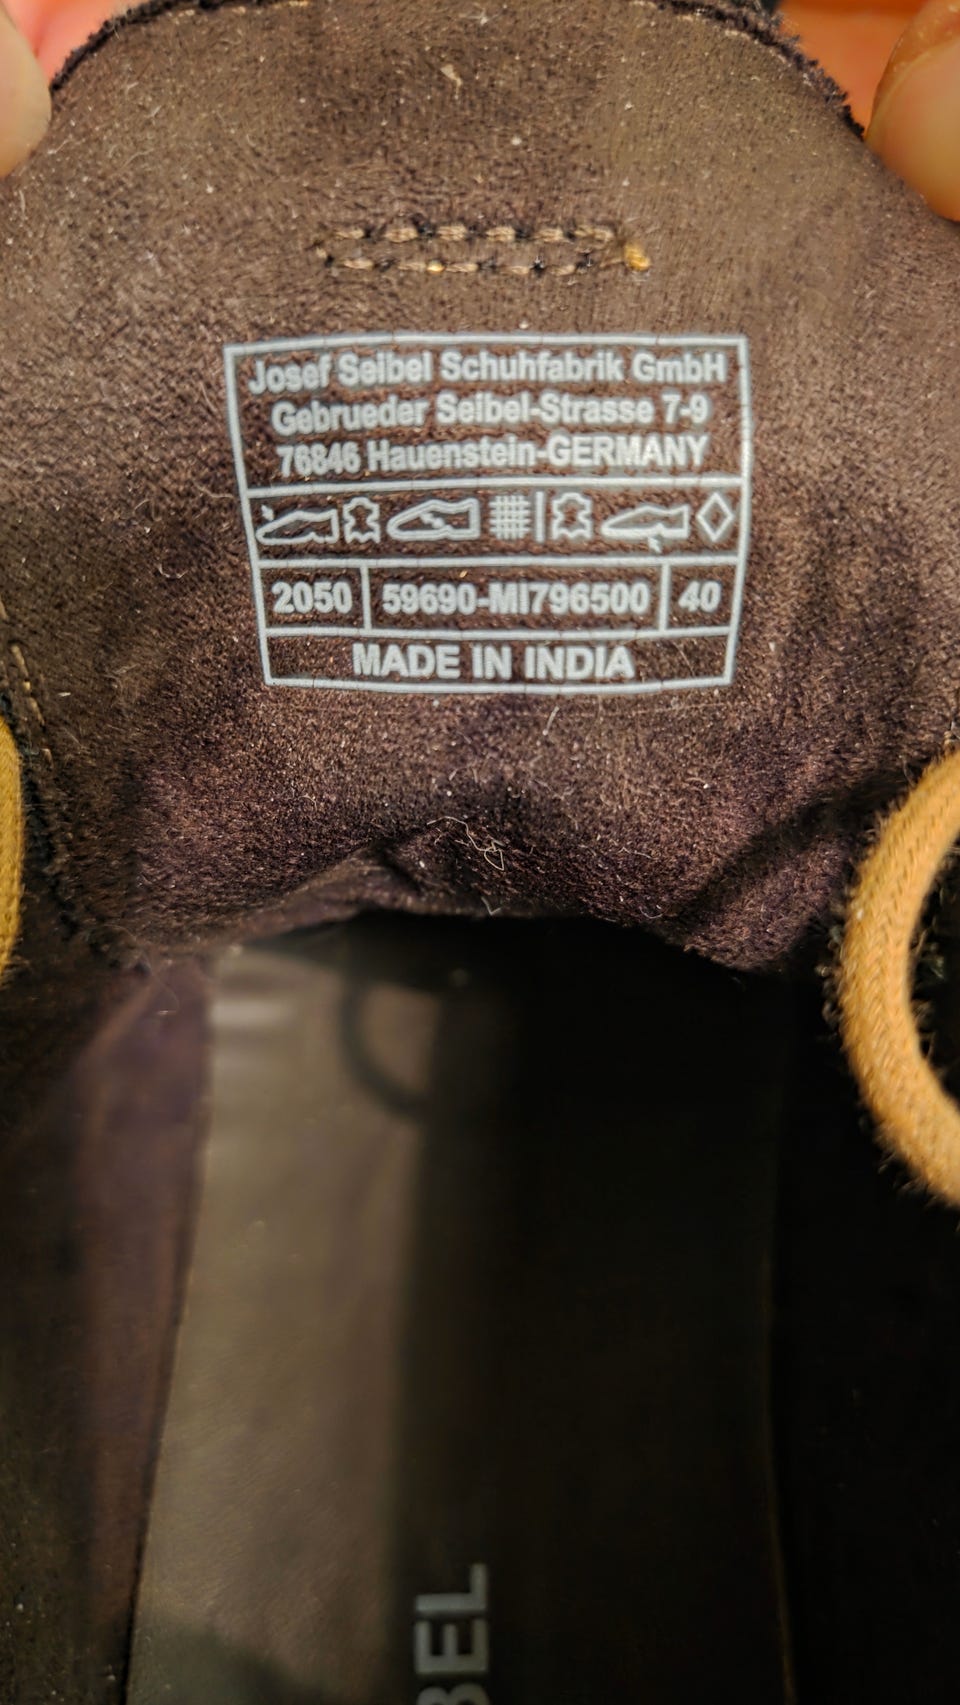 Josef Seibel Schuhfabrik GmbH
Gebrueder Seibel-Strasse 7-9
76846 Hauenstein-GERMANY
2050 59690-MI796500 40
MADE IN INDIA
BEL